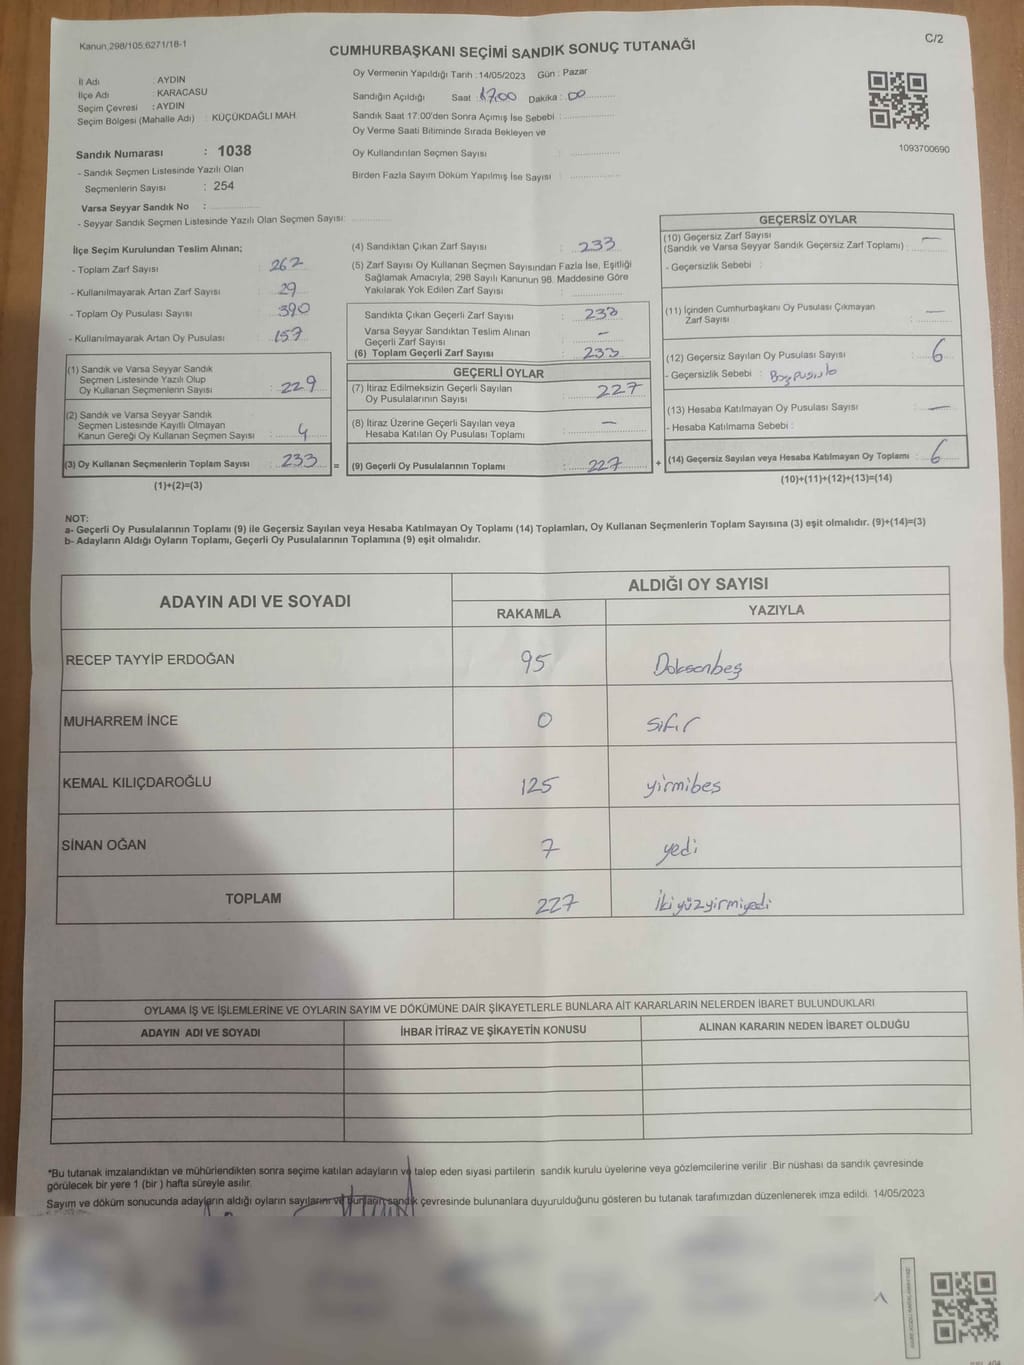 Kanun,298/105,6271/18-1
C/2
CUMHURBAŞKANI SEÇİMİ SANDIK SONUÇ TUTANAĞI
İl Adı : AYDIN
İlçe Adı : KARACASU
Seçim Çevresi : AYDIN
Seçim Bölgesi (Mahalle Adı) : KÜÇÜKDAĞLI MAH.
Oy Vermenin Yapıldığı Tarih : 14/05/2023 Gün : Pazar
Sandığın Açıldığı Saat : 17.00 Dakika : 00
Sandık Saat 17.00'den Sonra Açımış İse Sebebi :
Oy Verme Saati Bitiminde Sırada Bekleyen ve
Oy Kullandırılan Seçmen Sayısı :
Birden Fazla Sayım Döküm Yapılmış İse Sayısı :
1093700690
Sandık Numarası : 1038
- Sandık Seçmen Listesinde Yazılı Olan
Seçmenlerin Sayısı : 254
Varsa Seyyar Sandık No :
- Seyyar Sandık Seçmen Listesinde Yazılı Olan Seçmen Sayısı:
İlçe Seçim Kurulundan Teslim Alınan;
- Toplam Zarf Sayısı : 262
- Kullanılmayarak Artan Zarf Sayısı : 29
- Toplam Oy Pusulası Sayısı : 390
- Kullanılmayarak Artan Oy Pusulası : 157
(1) Sandık ve Varsa Seyyar Sandık
Seçmen Listesinde Yazılı Olup
Oy Kullanan Seçmenlerin Sayısı : 229
(2) Sandık ve Varsa Seyyar Sandık
Seçmen Listesinde Kayıtlı Olmayan
Kanun Gereği Oy Kullanan Seçmen Sayısı : 4
(3) Oy Kullanan Seçmenlerin Toplam Sayısı : 233 =
(1)+(2)=(3)
(4) Sandıktan Çıkan Zarf Sayısı : 233
(5) Zarf Sayısı Oy Kullanan Seçmen Sayısından Fazla İse, Eşitliği
Sağlamak Amacıyla, 298 Sayılı Kanunun 98. Maddesine Göre
Yakılarak Yok Edilen Zarf Sayısı :
Sandıkta Çıkan Geçerli Zarf Sayısı : 233
Varsa Seyyar Sandıktan Teslim Alınan
Geçerli Zarf Sayısı : —
(6) Toplam Geçerli Zarf Sayısı : 233
GEÇERLİ OYLAR
(7) İtiraz Edilmeksizin Geçerli Sayılan
Oy Pusulalarının Sayısı : 227
(8) İtiraz Üzerine Geçerli Sayılan veya
Hesaba Katılan Oy Pusulası Toplamı : —
(9) Geçerli Oy Pusulalarının Toplamı : 227 +
GEÇERSİZ OYLAR
(10) Geçersiz Zarf Sayısı
(Sandık ve Varsa Seyyar Sandık Geçersiz Zarf Toplamı) : —
- Geçersizlik Sebebi :
(11) İçinden Cumhurbaşkanı Oy Pusulası Çıkmayan
Zarf Sayısı : —
(12) Geçersiz Sayılan Oy Pusulası Sayısı : 6
- Geçersizlik Sebebi : Boş pusula
(13) Hesaba Katılmayan Oy Pusulası Sayısı : —
- Hesaba Katılmama Sebebi :
(14) Geçersiz Sayılan veya Hesaba Katılmayan Oy Toplamı : 6
(10)+(11)+(12)+(13)=(14)
NOT:
a- Geçerli Oy Pusulalarının Toplamı (9) ile Geçersiz Sayılan veya Hesaba Katılmayan Oy Toplamı (14) Toplamları, Oy Kullanan Seçmenlerin Toplam Sayısına (3) eşit olmalıdır. (9)+(14)=(3)
b- Adayların Aldığı Oyların Toplamı, Geçerli Oy Pusulalarının Toplamına (9) eşit olmalıdır.
ADAYIN ADI VE SOYADI
ALDIĞI OY SAYISI
RAKAMLA YAZIYLA
RECEP TAYYİP ERDOĞAN 95 Doksanbeş
MUHARREM İNCE 0 sıfır
KEMAL KILIÇDAROĞLU 125 yirmibes
SİNAN OĞAN 7 yedi
TOPLAM 227 İkiyüzyirmiyedi
OYLAMA İŞ VE İŞLEMLERİNE VE OYLARIN SAYIM VE DÖKÜMÜNE DAİR ŞİKAYETLERLE BUNLARA AİT KARARLARIN NELERDEN İBARET BULUNDUKLARI
ADAYIN ADI VE SOYADI İHBAR İTİRAZ VE ŞİKAYETİN KONUSU ALINAN KARARIN NEDEN İBARET OLDUĞU
*Bu tutanak imzalandıktan ve mühürlendikten sonra seçime katılan adayların ve talep eden siyasi partilerin sandık kurulu üyelerine veya gözlemcilerine verilir .Bir nüshası da sandık çevresinde
görülecek bir yere 1 (bir ) hafta süreyle asılır.
Sayım ve döküm sonucunda adayların aldığı oyların sayılarını ve bunların sandık çevresinde bulunanlara duyurulduğunu gösteren bu tutanak tarafımızdan düzenlenerek imza edildi. 14/05/2023